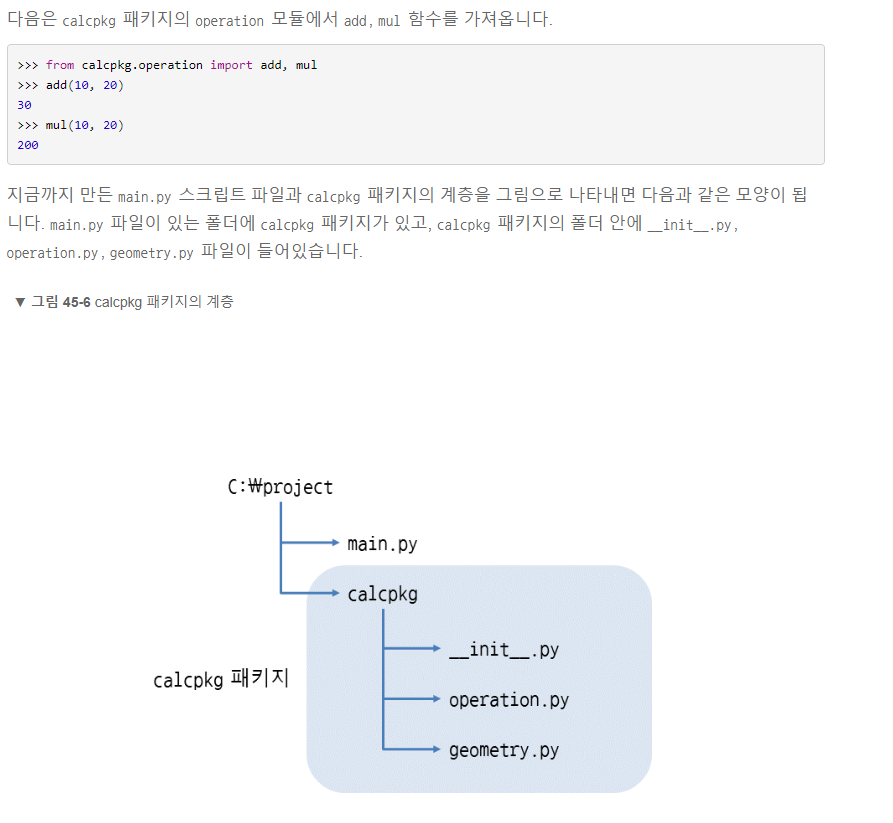 다음은 calcpkg 패키지의 operation 모듈에서 add, mul 함수를 가져옵니다.
>>> from calcpkg.operation import add, mul
>>> add(10, 20)
30
>>> mul(10, 20)
200
지금까지 만든 main.py 스크립트 파일과 calcpkg 패키지의 계층을 그림으로 나타내면 다음과 같은 모양이 됩
니다. main.py 파일이 있는 폴더에 calcpkg 패키지가 있고, calcpkg 패키지의 폴더 안에 __init__.py,
operation.py, geometry.py 파일이 들어있습니다.
▼ 그림 45-6 calcpkg 패키지의 계층
C:₩project
main.py
calcpkg
__init__.py
calcpkg 패키지
operation.py
geometry.py